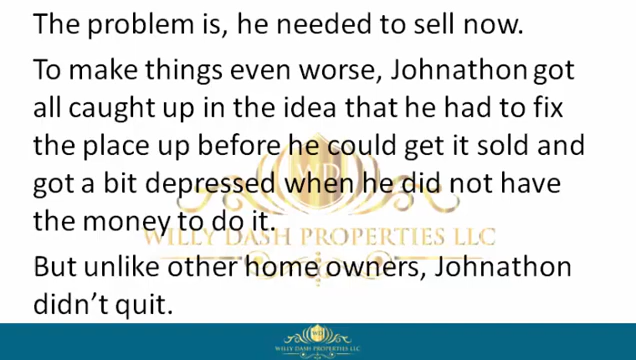 The problem is, he needed to sell now.
To make things even worse, Johnathon got
all caught up in the idea that he had to fix
the place up before he could get it sold and
got a bit depressed when he did not have
the money to do it.
WILLY DASH PROPERTIES LLC
But unlike other home owners, Johnathon
didn't quit.
WILLY DASH PROPERTIES LLC